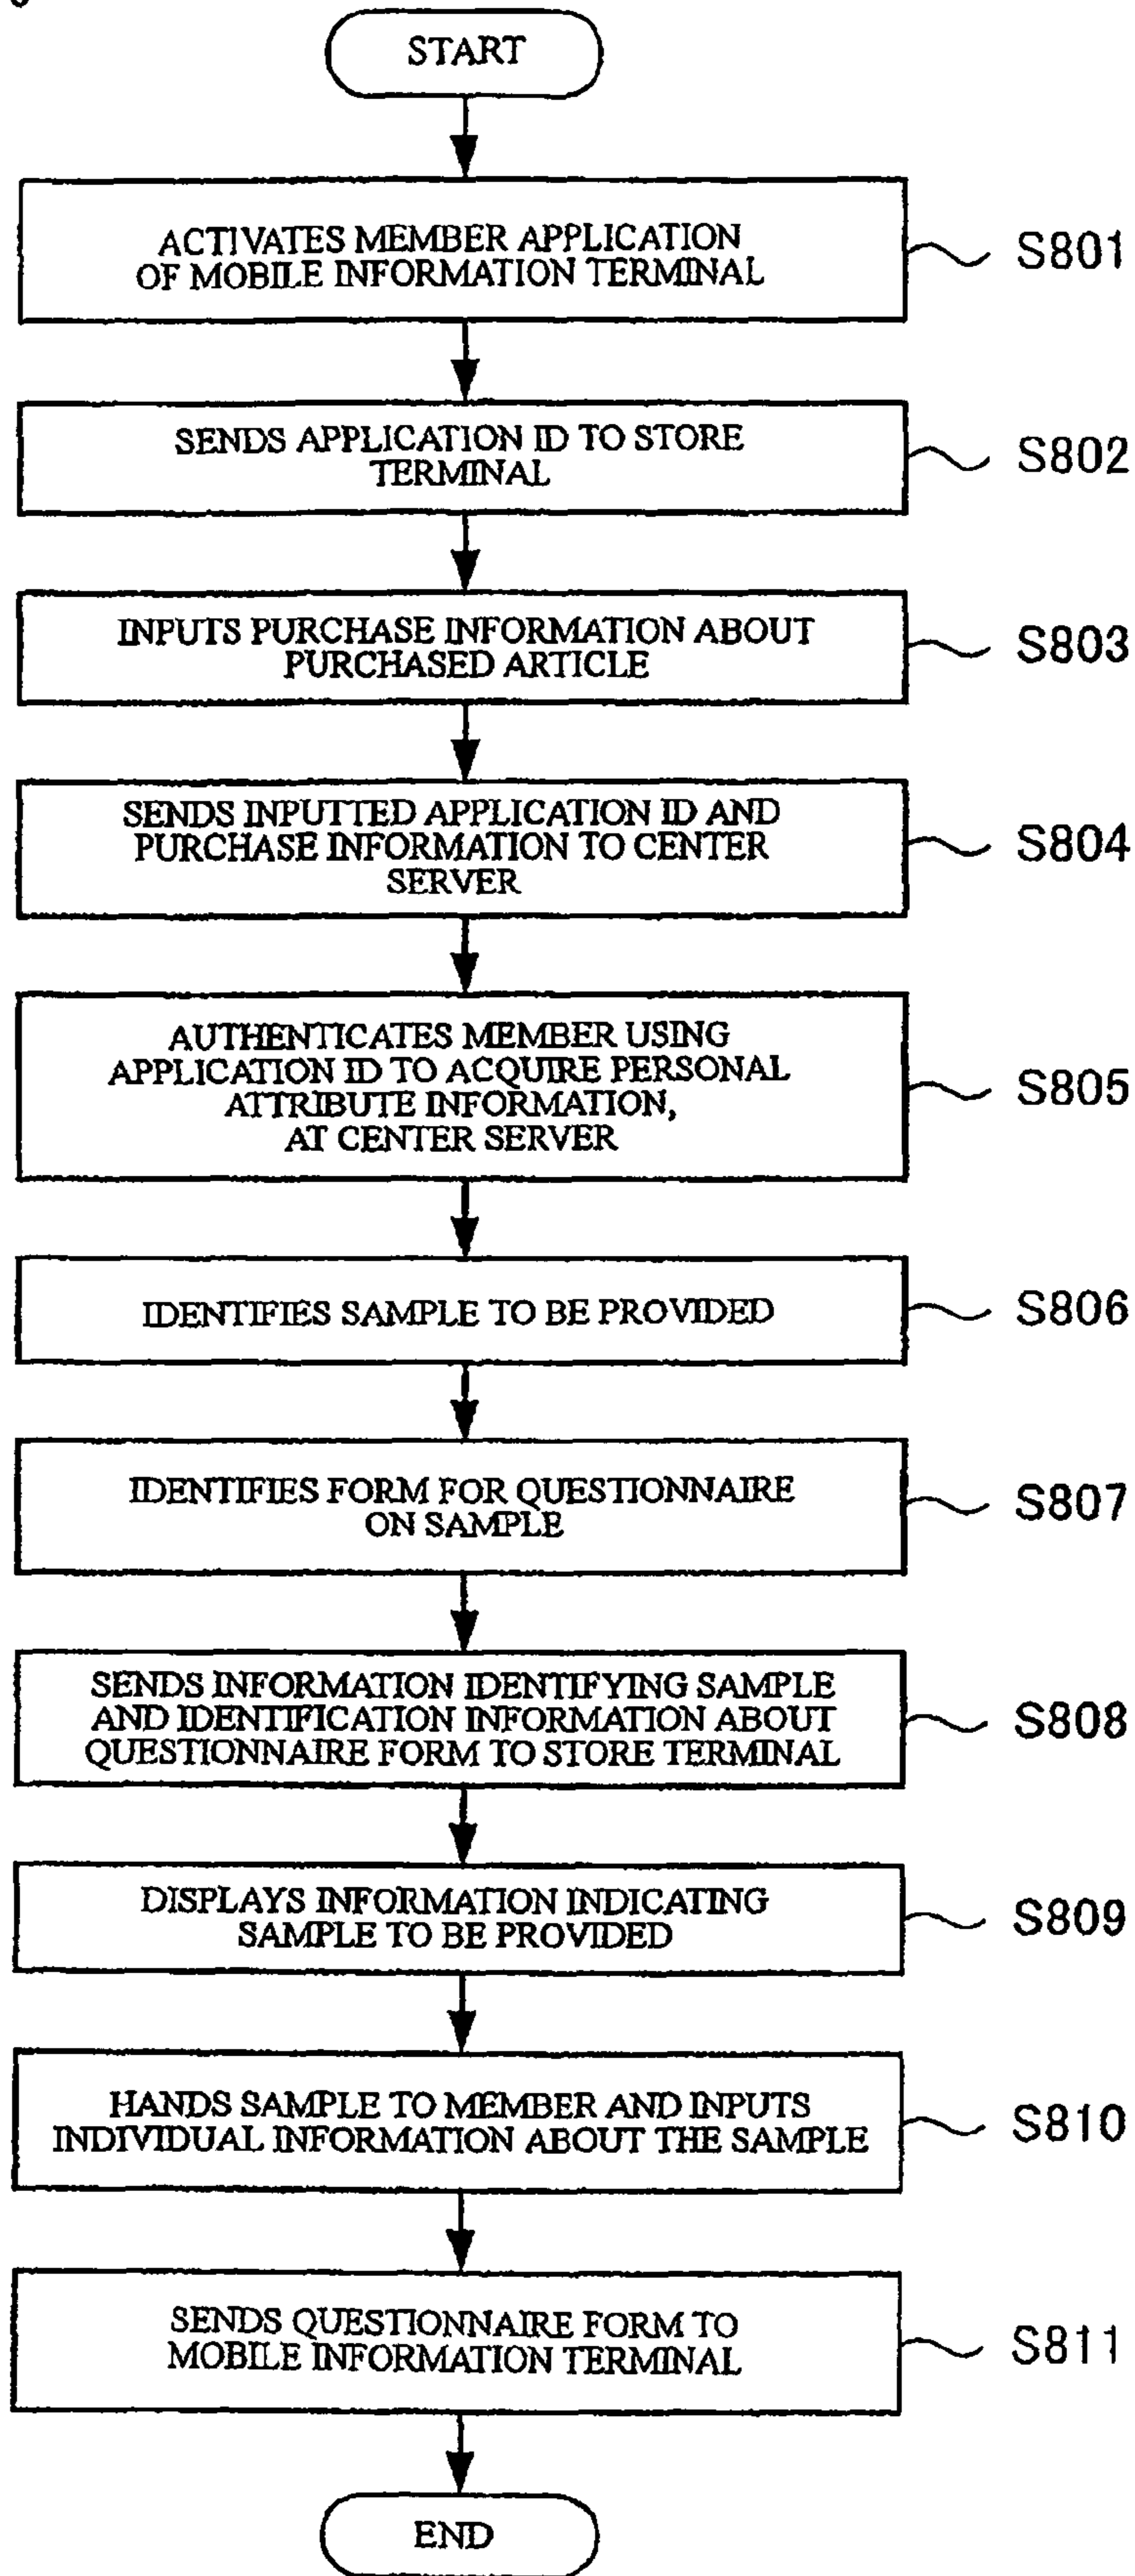 START
ACTIVATES MEMBER APPLICATION
OF MOBILE INFORMATION TERMINAL
S801
SENDS APPLICATION ID TO STORE
TERMINAL
S802
INPUTS PURCHASE INFORMATION ABOUT
PURCHASED ARTICLE
S803
SENDS INPUTTED APPLICATION ID AND
PURCHASE INFORMATION TO CENTER
SERVER
S804
AUTHENTICATES MEMBER USING
APPLICATION ID TO ACQUIRE PERSONAL
ATTRIBUTE INFORMATION,
AT CENTER SERVER
S805
IDENTIFIES SAMPLE TO BE PROVIDED
S806
IDENTIFIES FORM FOR QUESTIONNAIRE
ON SAMPLE
S807
SENDS INFORMATION IDENTIFYING SAMPLE
AND IDENTIFICATION INFORMATION ABOUT
QUESTIONNAIRE FORM TO STORE TERMINAL
S808
DISPLAYS INFORMATION INDICATING
SAMPLE TO BE PROVIDED
S809
HANDS SAMPLE TO MEMBER AND INPUTS
INDIVIDUAL INFORMATION ABOUT THE SAMPLE
S810
SENDS QUESTIONNAIRE FORM TO
MOBILE INFORMATION TERMINAL
S811
END